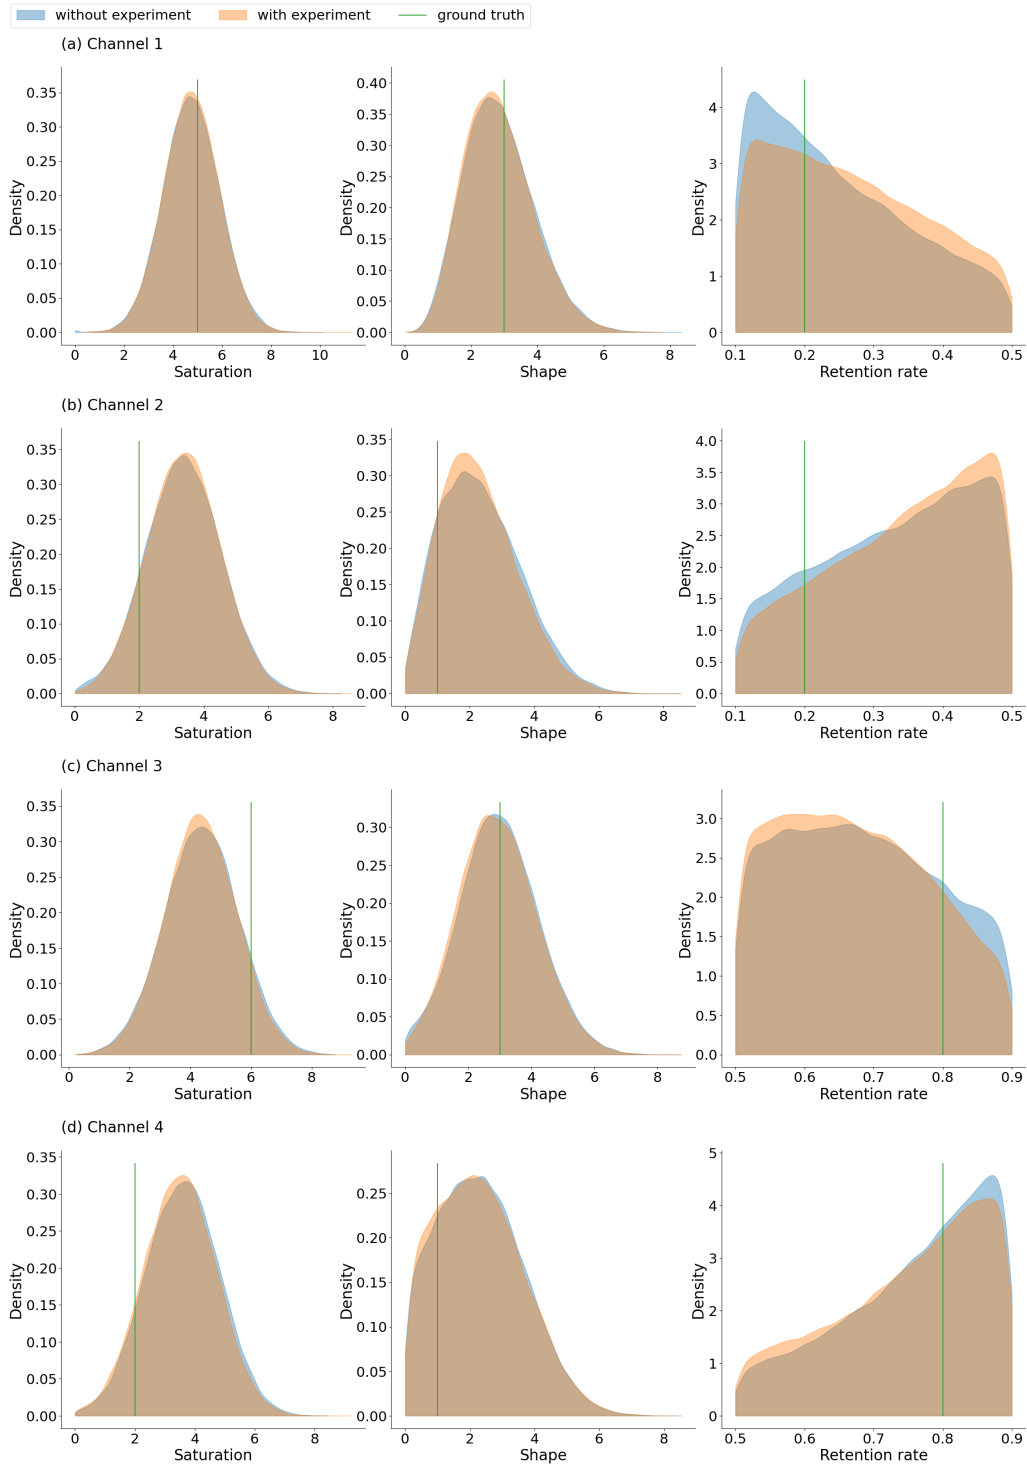 without experiment with experiment ground truth
(a) Channel 1
0.35
0.30
0.25
0.20
0.15
0.10
0.05
0.00
Density
0 2 4 6 8 10
Saturation
0.40
0.35
0.30
0.25
0.20
0.15
0.10
0.05
0.00
Density
0 2 4 6 8
Shape
4
3
2
1
0
Density
0.1 0.2 0.3 0.4 0.5
Retention rate
(b) Channel 2
0.35
0.30
0.25
0.20
0.15
0.10
0.05
0.00
Density
0 2 4 6 8
Saturation
0.35
0.30
0.25
0.20
0.15
0.10
0.05
0.00
Density
0 2 4 6 8
Shape
4.0
3.5
3.0
2.5
2.0
1.5
1.0
0.5
0.0
Density
0.1 0.2 0.3 0.4 0.5
Retention rate
(c) Channel 3
0.35
0.30
0.25
0.20
0.15
0.10
0.05
0.00
Density
0 2 4 6 8
Saturation
0.30
0.25
0.20
0.15
0.10
0.05
0.00
Density
0 2 4 6 8
Shape
3.0
2.5
2.0
1.5
1.0
0.5
0.0
Density
0.5 0.6 0.7 0.8 0.9
Retention rate
(d) Channel 4
0.35
0.30
0.25
0.20
0.15
0.10
0.05
0.00
Density
0 2 4 6 8
Saturation
0.25
0.20
0.15
0.10
0.05
0.00
Density
0 2 4 6 8
Shape
5
4
3
2
1
0
Density
0.5 0.6 0.7 0.8 0.9
Retention rate